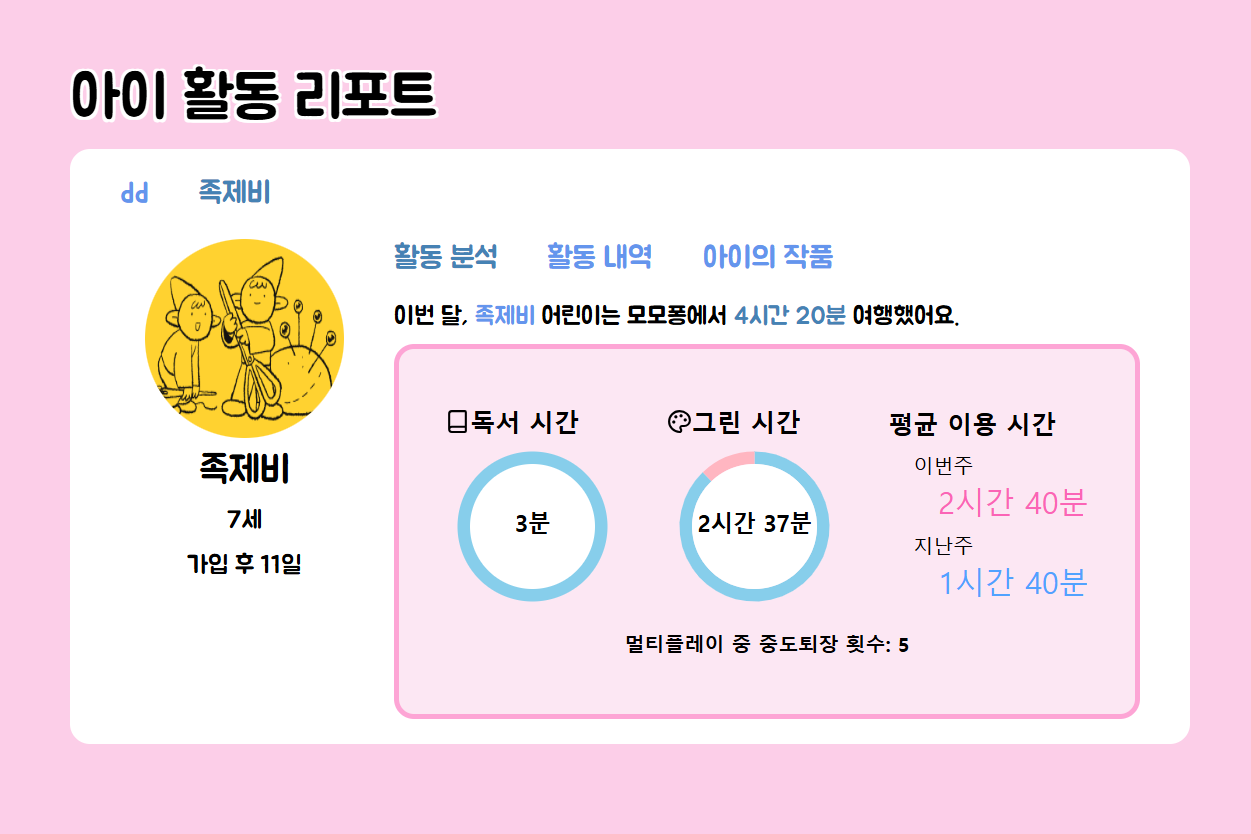 아이 활동 리포트
dd 족제비
활동 분석 활동 내역 아이의 작품
이번 달, 족제비 어린이는 모모퐁에서 4시간 20분 여행했어요.
족제비
7세
가입 후 11일
독서 시간
3분
그린 시간
2시간 37분
평균 이용 시간
이번주
2시간 40분
지난주
1시간 40분
멀티플레이 중 중도퇴장 횟수: 5